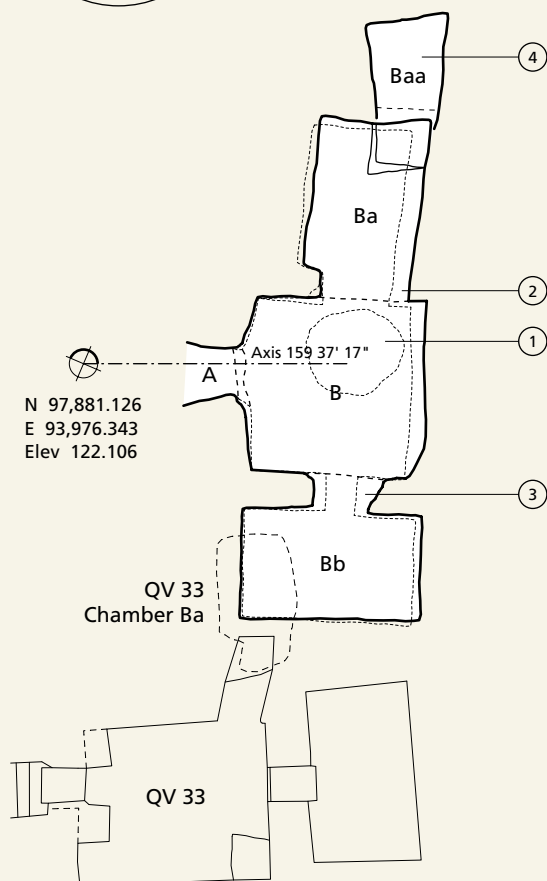 4
Baa
Ba
2
1
Axis 159 37' 17"
A
B
N 97,881.126
E 93,976.343
Elev 122.106
3
Bb
QV 33
Chamber Ba
QV 33